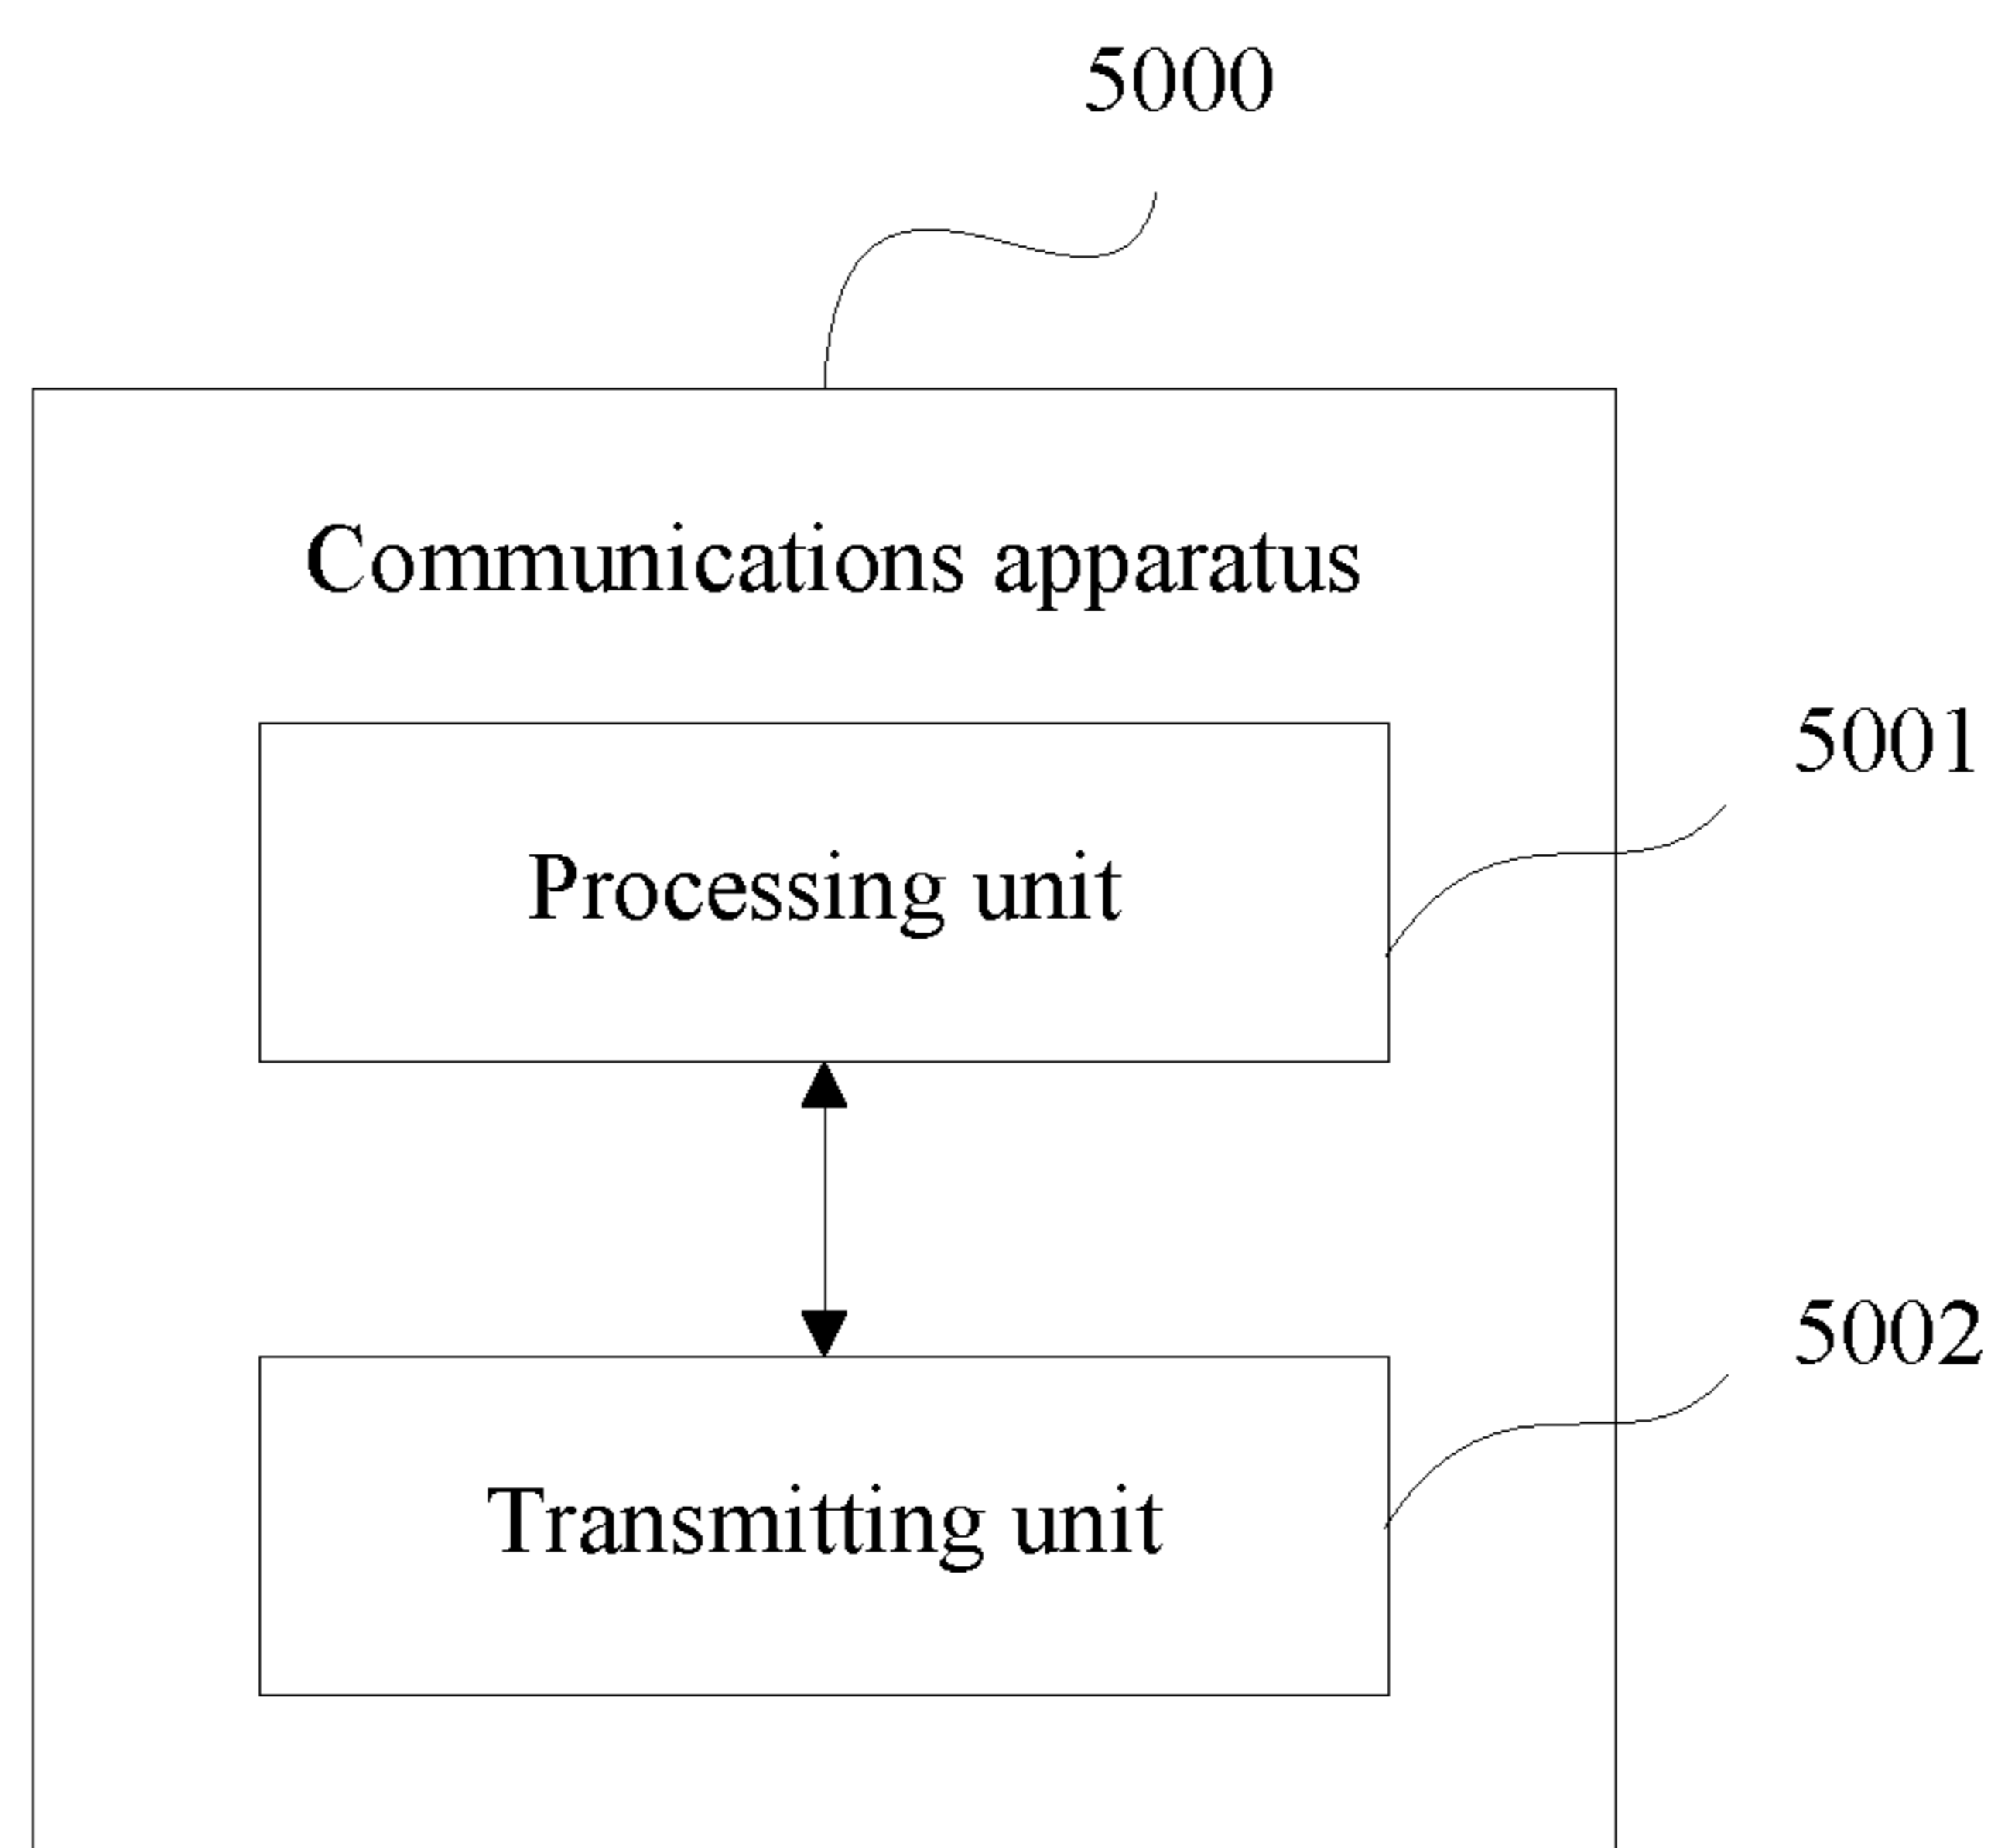 5000
Communications apparatus
5001
Processing unit
5002
Transmitting unit